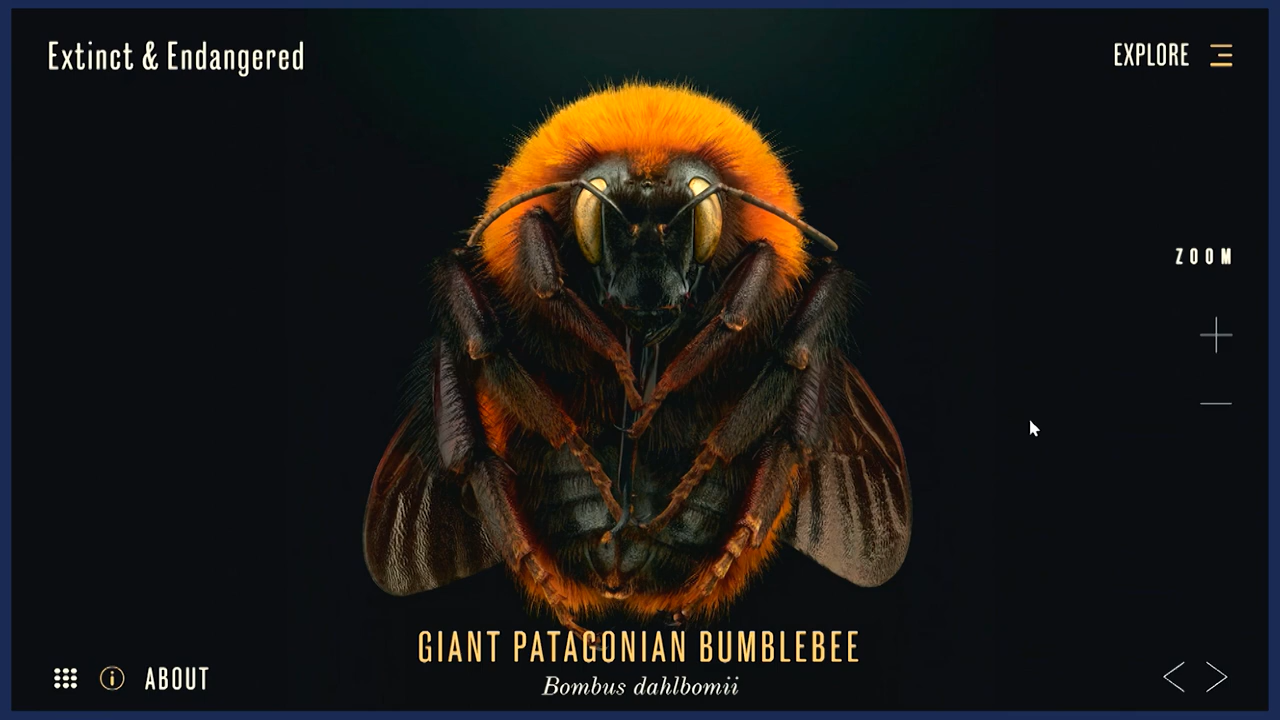 Extinct & Endangered
EXPLORE
ZOOM
GIANT PATAGONIAN BUMBLEBEE
Bombus dahlbomii
ABOUT